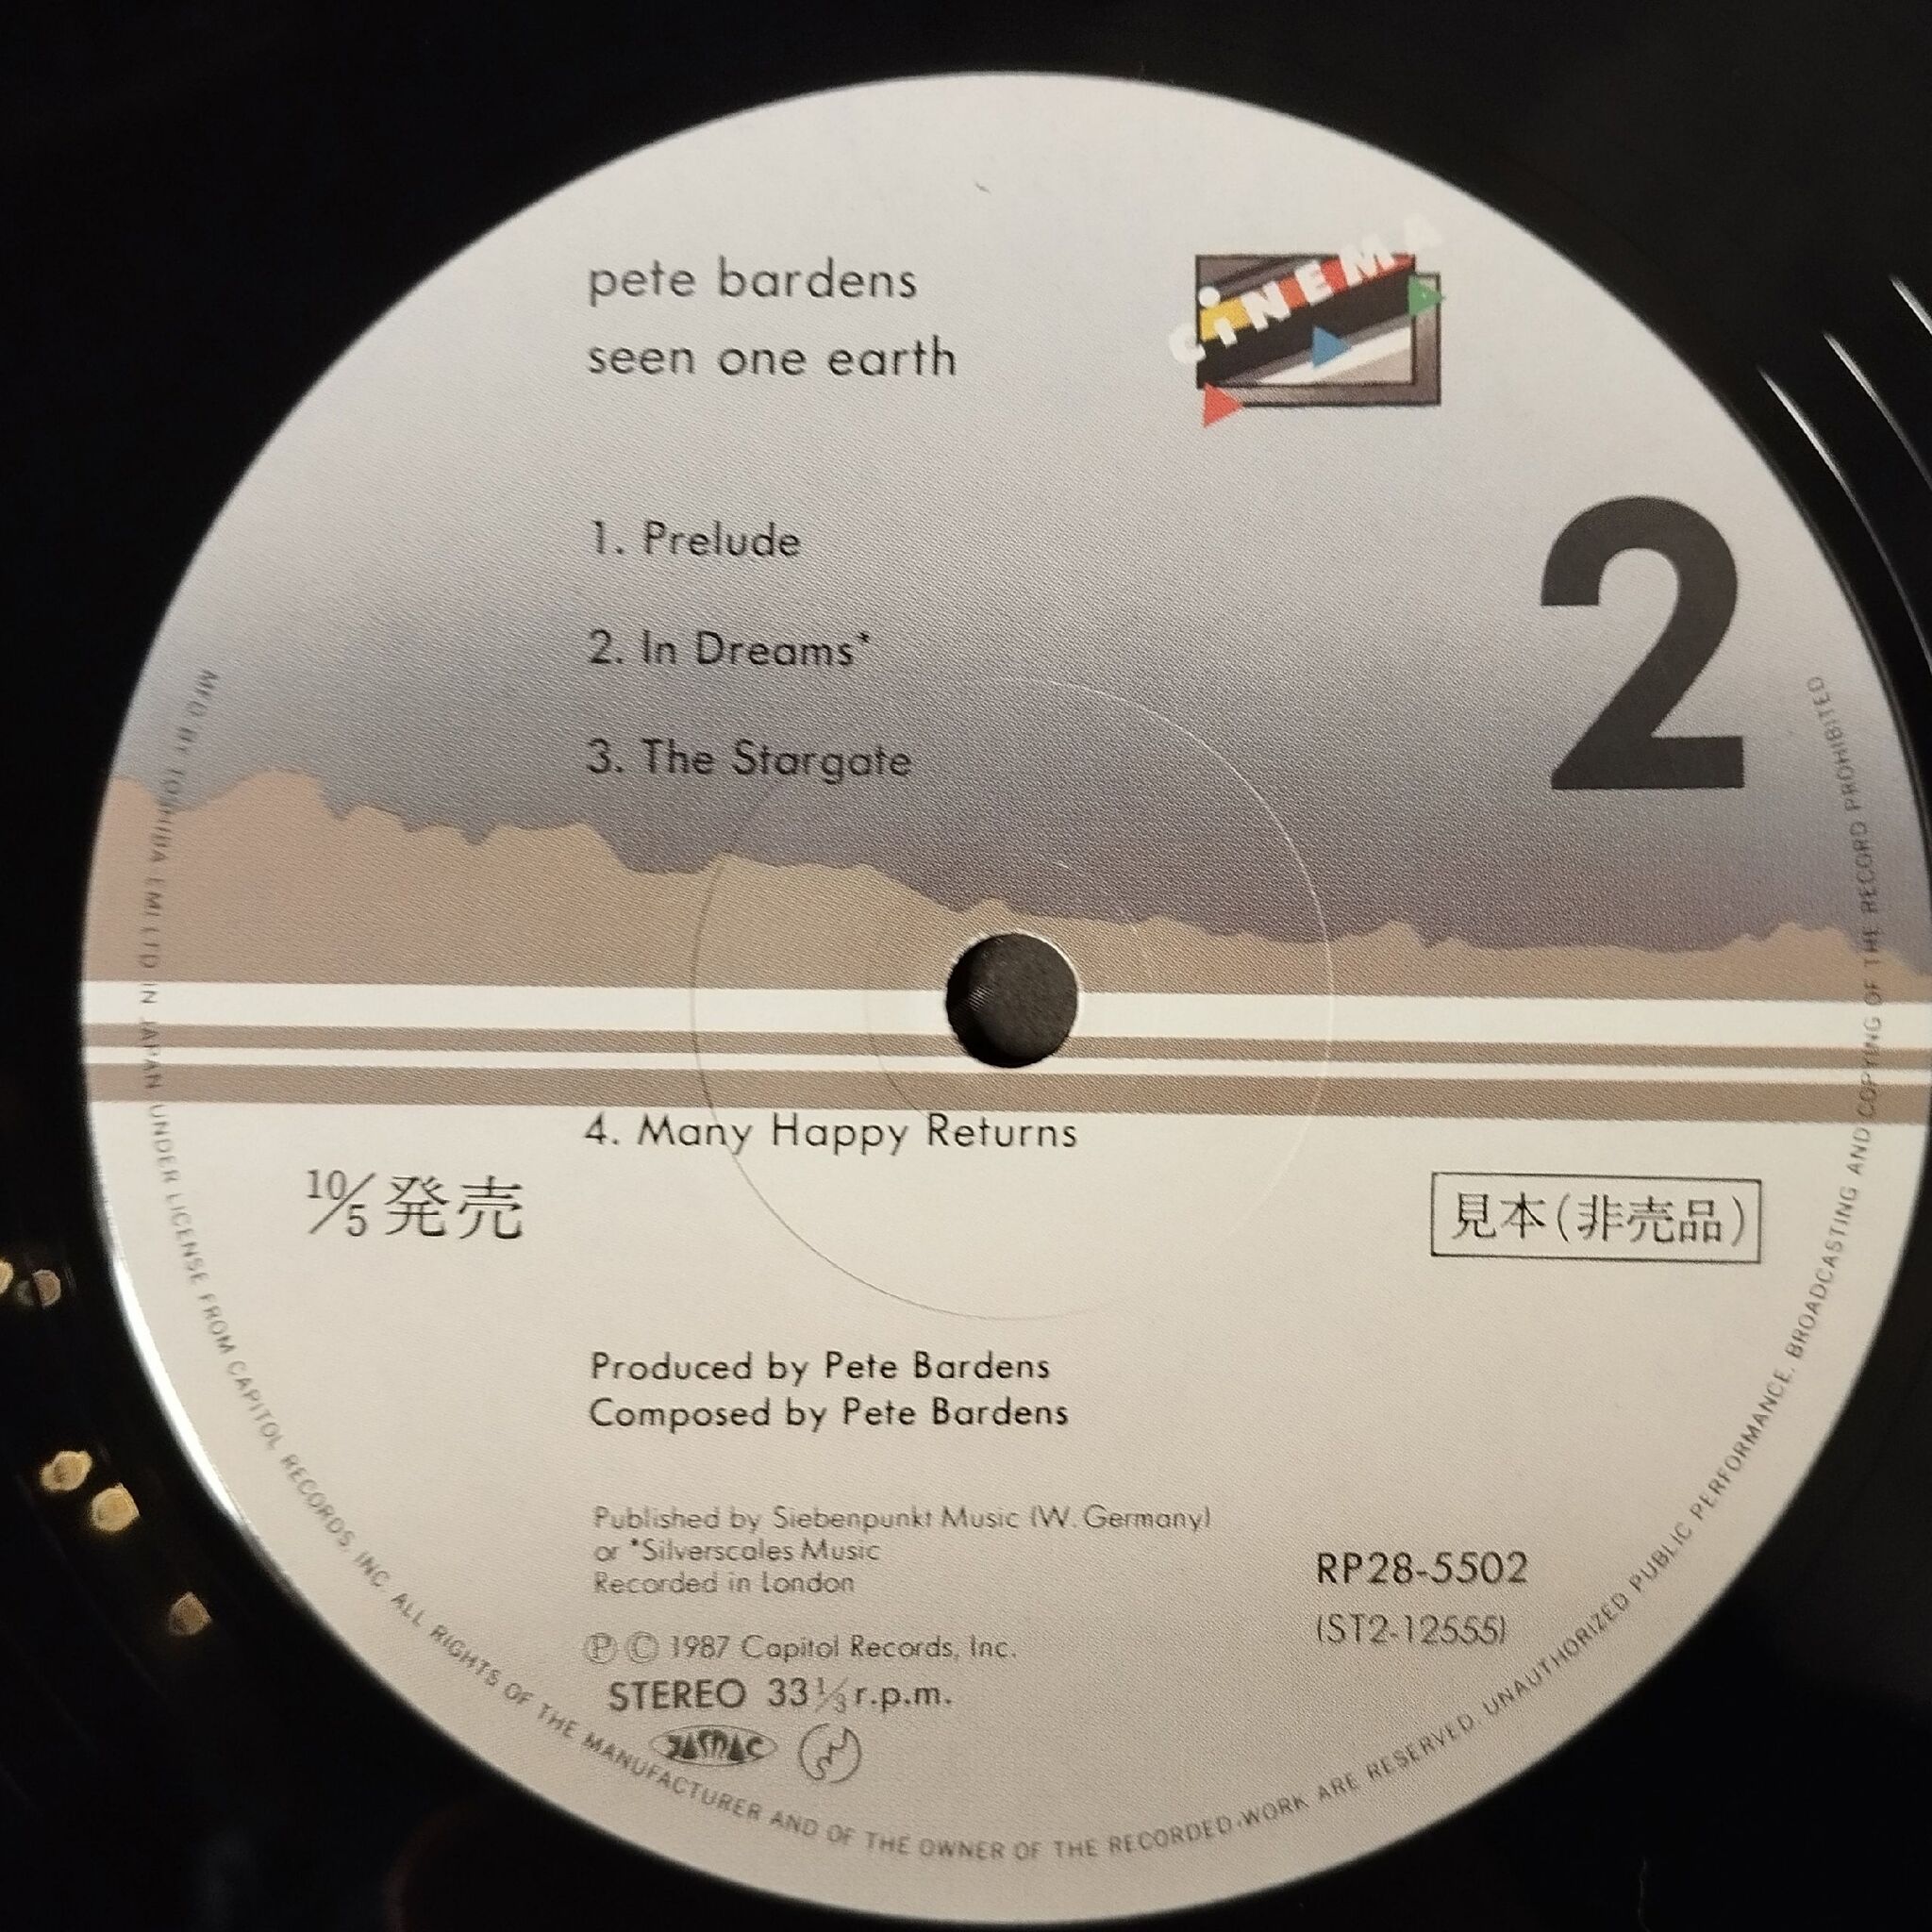 pete bardens
seen one earth
CINEMA
1. Prelude
2. In Dreams*
3. The Stargate
2
4. Many Happy Returns
10/5 発売
見本(非売品)
Produced by Pete Bardens
Composed by Pete Bardens
Published by Siebenpunkt Music (W. Germany)
or *Silverscales Music
Recorded in London
RP28-5502
(ST2-12555)
Ⓟ © 1987 Capitol Records, Inc.
STEREO 33⅓ r.p.m.
JASRAC
MFD BY TOSHIBA EMI LTD IN JAPAN UNDER LICENSE FROM CAPITOL RECORDS, INC. ALL RIGHTS OF THE MANUFACTURER AND OF THE OWNER OF THE RECORDED WORK ARE RESERVED. UNAUTHORIZED PUBLIC PERFORMANCE, BROADCASTING AND COPYING OF THE RECORD PROHIBITED